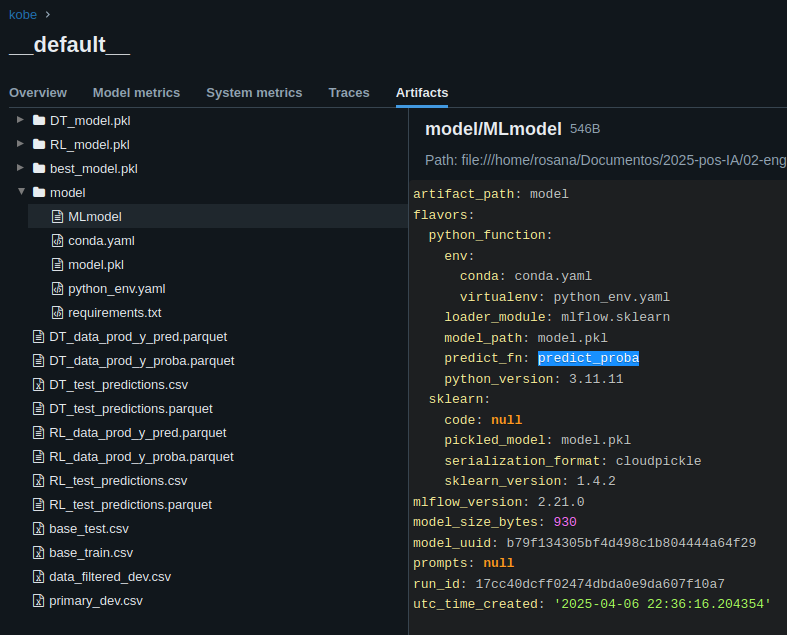 kobe ›
__default__
Overview Model metrics System metrics Traces Artifacts
DT_model.pkl
RL_model.pkl
best_model.pkl
model
MLmodel
conda.yaml
model.pkl
python_env.yaml
requirements.txt
DT_data_prod_y_pred.parquet
DT_data_prod_y_proba.parquet
DT_test_predictions.csv
DT_test_predictions.parquet
RL_data_prod_y_pred.parquet
RL_data_prod_y_proba.parquet
RL_test_predictions.csv
RL_test_predictions.parquet
base_test.csv
base_train.csv
data_filtered_dev.csv
primary_dev.csv
model/MLmodel 546B
Path: file:///home/rosana/Documentos/2025-pos-IA/02-eng
artifact_path: model
flavors:
python_function:
env:
conda: conda.yaml
virtualenv: python_env.yaml
loader_module: mlflow.sklearn
model_path: model.pkl
predict_fn: predict_proba
python_version: 3.11.11
sklearn:
code: null
pickled_model: model.pkl
serialization_format: cloudpickle
sklearn_version: 1.4.2
mlflow_version: 2.21.0
model_size_bytes: 930
model_uuid: b79f134305bf4d498c1b804444a64f29
prompts: null
run_id: 17cc40dcff02474dbda0e9da607f10a7
utc_time_created: '2025-04-06 22:36:16.204354'